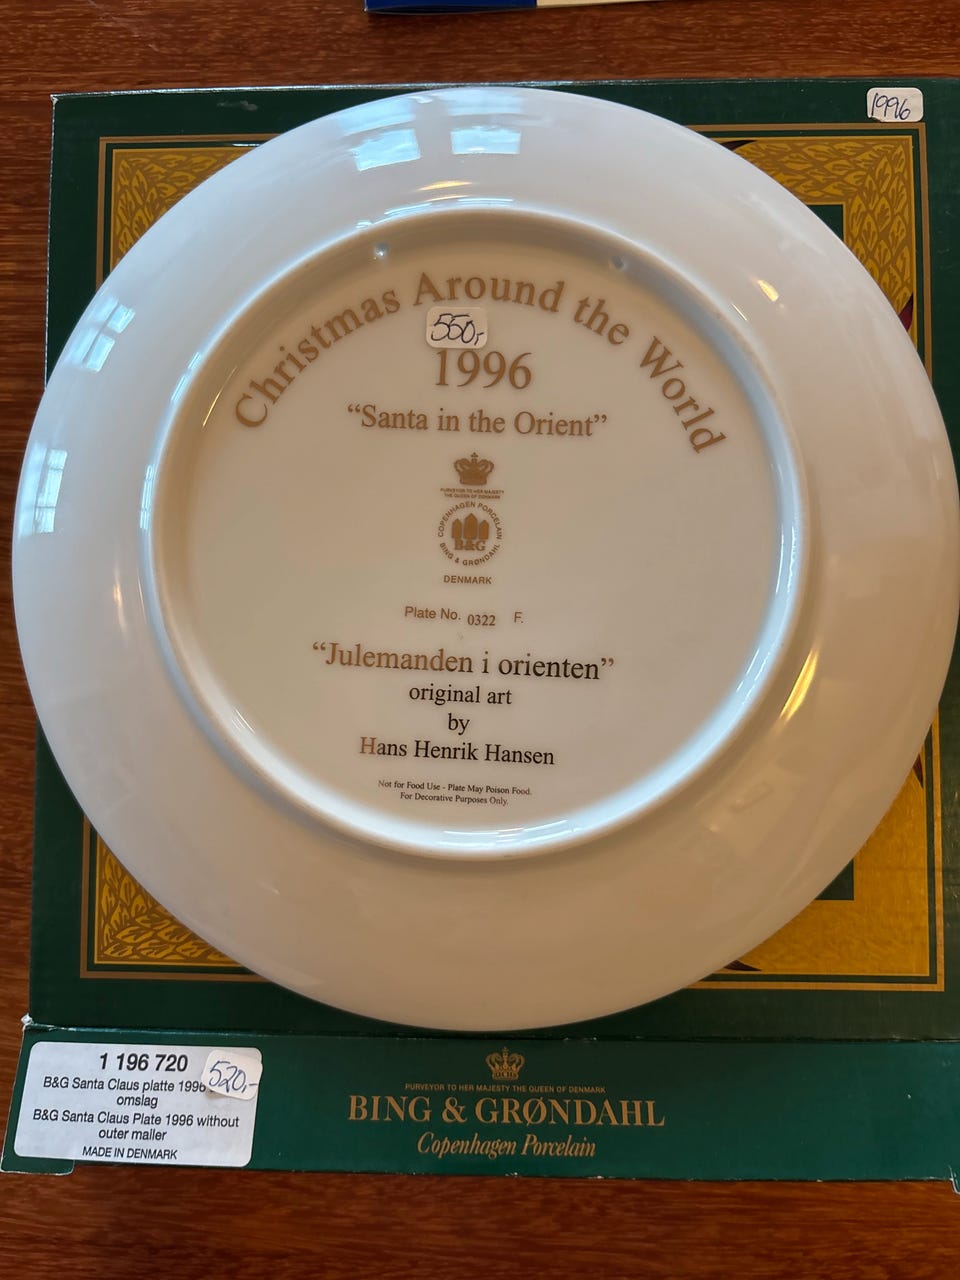 1996
Christmas Around the World
550,-
1996
“Santa in the Orient”
PURVEYOR TO HER MAJESTY
THE QUEEN OF DENMARK
COPENHAGEN PORCELAIN
B&G
BING & GRØNDAHL
DENMARK
Plate No. 0322 F.
“Julemanden i orienten”
original art
by
Hans Henrik Hansen
Not for Food Use - Plate May Poison Food.
For Decorative Purposes Only.
1 196 720
520,-
B&G Santa Claus platte 1996
omslag
B&G Santa Claus Plate 1996 without
outer mailer
MADE IN DENMARK
PURVEYOR TO HER MAJESTY THE QUEEN OF DENMARK
BING & GRØNDAHL
Copenhagen Porcelain